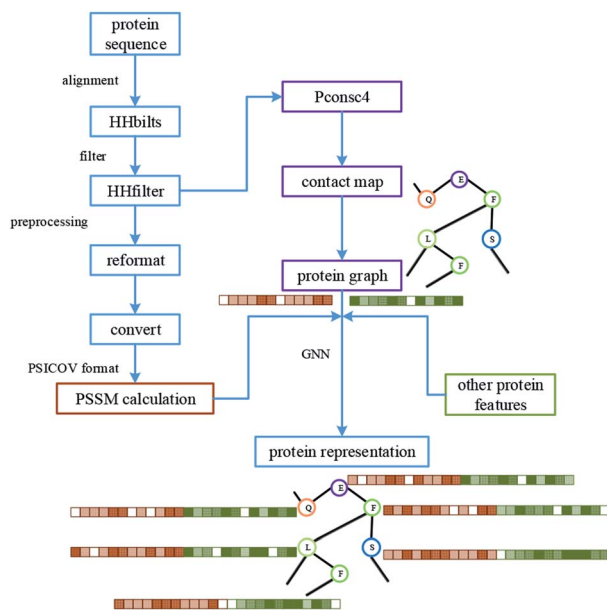 protein
sequence
alignment
HHbilts
filter
HHfilter
preprocessing
reformat
convert
PSICOV format
PSSM calculation
Pconsc4
contact map
protein graph
GNN
other protein
features
protein representation
Q
E
F
L
S
F
Q
E
F
L
S
F